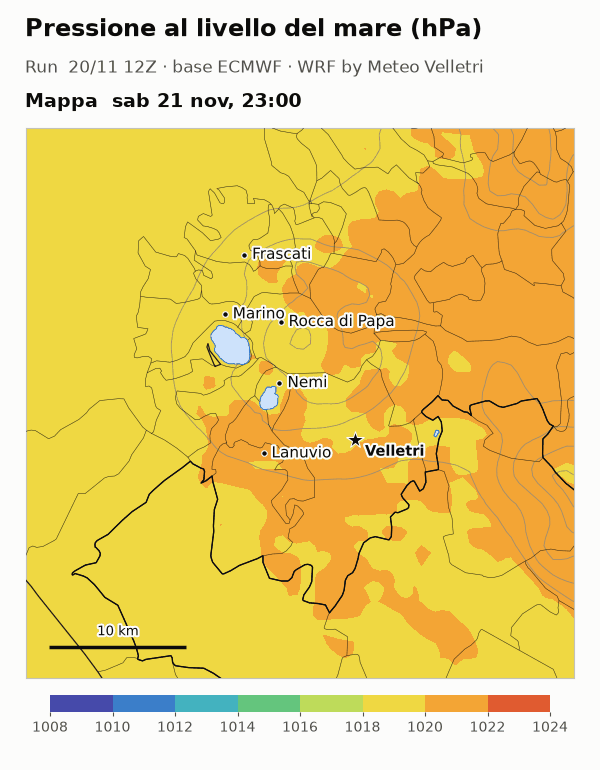 Pressione al livello del mare (hPa)
Run  20/11 12Z · base ECMWF · WRF by Meteo Velletri
Mappa  sab 21 nov, 23:00
Frascati
Marino
Rocca di Papa
Nemi
Velletri
Lanuvio
10 km
1008 1010 1012 1014 1016 1018 1020 1022 1024